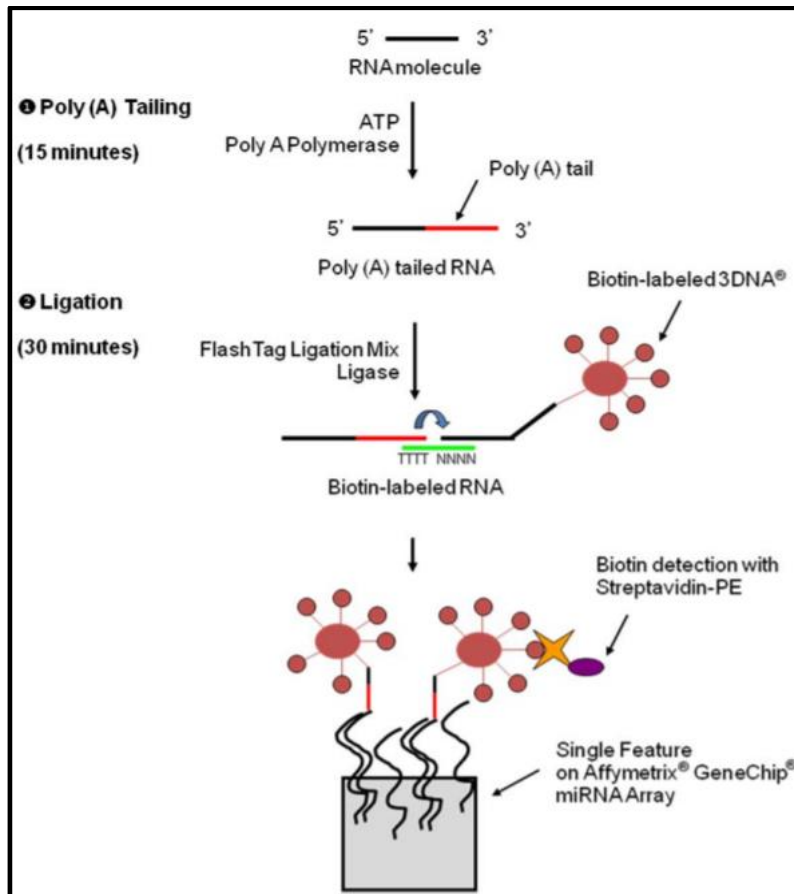 5’ 3’
RNA molecule
❶ Poly (A) Tailing
(15 minutes)
ATP
Poly A Polymerase
Poly (A) tail
5’ 3’
Poly (A) tailed RNA
❷ Ligation
(30 minutes)
Biotin-labeled 3DNA®
Flash Tag Ligation Mix
Ligase
TTTT NNNN
Biotin-labeled RNA
Biotin detection with
Streptavidin-PE
Single Feature
on Affymetrix® GeneChip®
miRNA Array